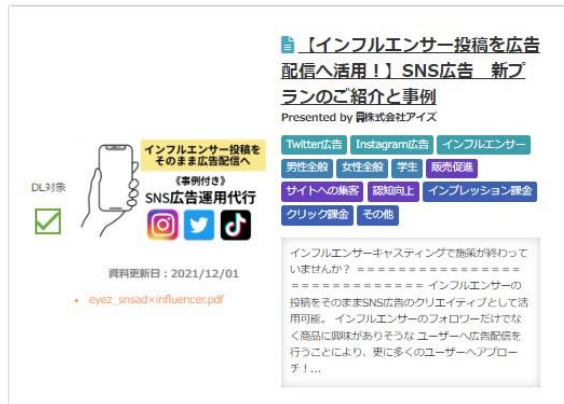 【インフルエンサー投稿を広告
配信へ活用！】SNS広告　新プ
ランのご紹介と事例
Presented by 株式会社アイズ
Twitter広告 Instagram広告 インフルエンサー
男性全般 女性全般 学生 販売促進
サイトへの集客 認知向上 インプレッション課金
クリック課金 その他
DL対象
インフルエンサー投稿を
そのまま広告配信へ
《事例付き》
SNS広告運用代行
資料更新日：2021/12/01
eyez_snsad×influencer.pdf
インフルエンサーキャスティングで施策が終わって
いませんか？ ＝＝＝＝＝＝＝＝＝＝＝＝＝＝＝＝
＝＝＝＝＝＝＝＝＝＝＝＝＝ インフルエンサーの
投稿をそのままSNS広告のクリエイティブとして活
用可能。 インフルエンサーのフォロワーだけでな
く商品に興味がありそうな ユーザーへ広告配信を
行うことにより、更に多くのユーザーへアプロー
チ！...